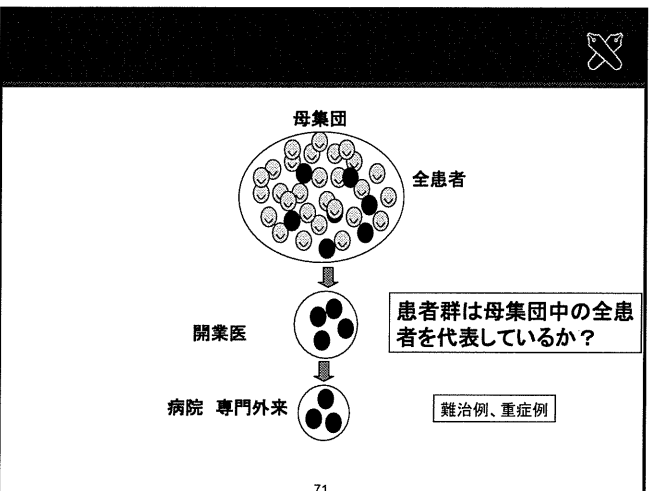 母集団
全患者
開業医
患者群は母集団中の全患
者を代表しているか？
病院 専門外来
難治例、重症例
71